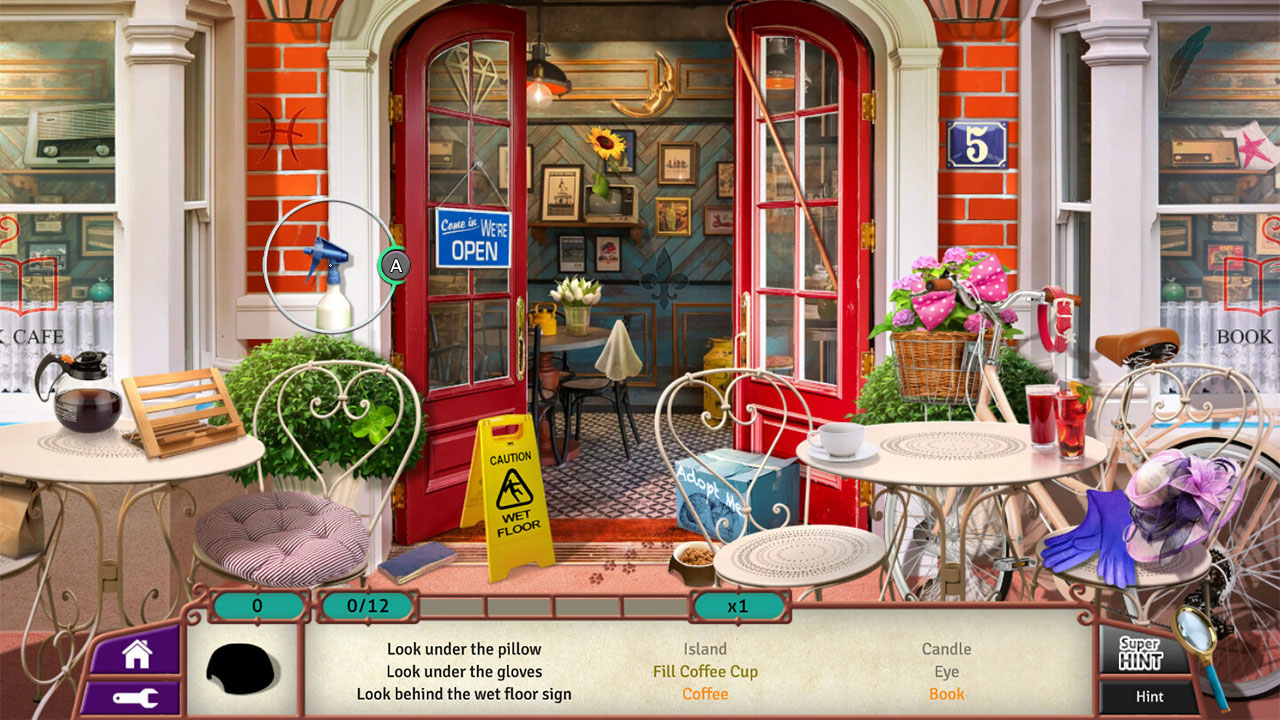 5
Come in WE'RE
OPEN
A
K CAFE
BOOK
CAUTION
WET
FLOOR
Adopt Me
0
0/12
x1
Look under the pillow
Island
Candle
Look under the gloves
Fill Coffee Cup
Eye
Look behind the wet floor sign
Coffee
Book
Super
HINT
Hint